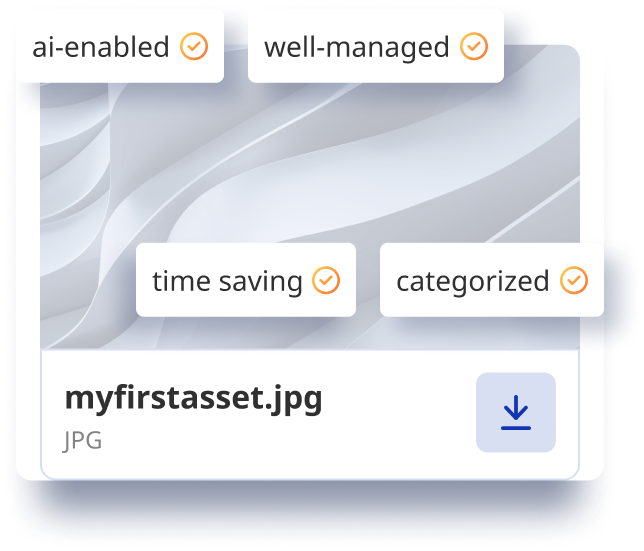 ai-enabled
well-managed
time saving
categorized
myfirstasset.jpg
JPG